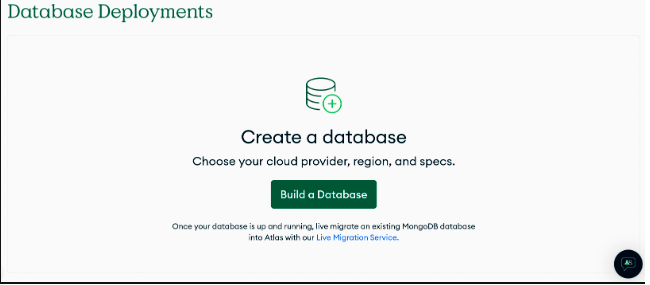 Database Deployments
Create a database
Choose your cloud provider, region, and specs.
Build a Database
Once your database is up and running, live migrate an existing MongoDB database
into Atlas with our Live Migration Service.